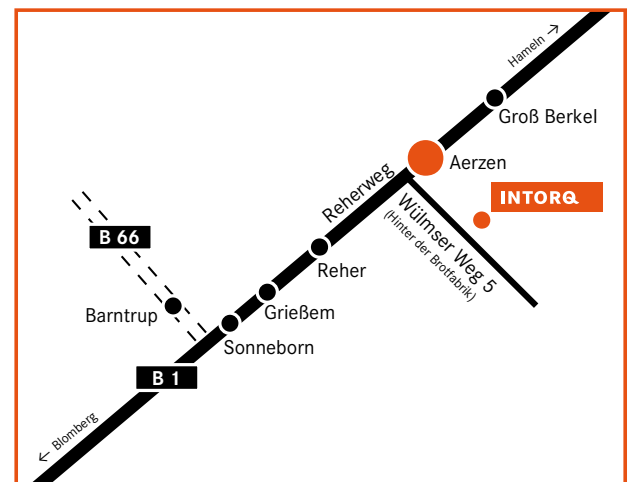 Hameln →
Groß Berkel
Aerzen
Reherweg
INTORQ
Wülmser Weg 5
(Hinter der Brotfabrik)
B 66
Reher
Grießem
Barntrup
Sonneborn
B 1
← Blomberg